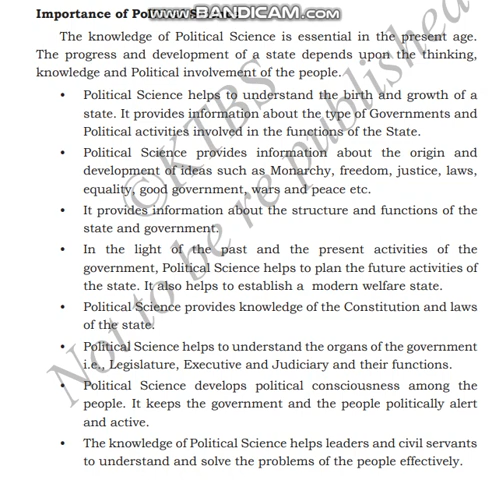 Importance of Political Science
www.BANDICAM.com
The knowledge of Political Science is essential in the present age.
The progress and development of a state depends upon the thinking,
knowledge and Political involvement of the people.
• Political Science helps to understand the birth and growth of a
state. It provides information about the type of Governments and
Political activities involved in the functions of the State.
• Political Science provides information about the origin and
development of ideas such as Monarchy, freedom, justice, laws,
equality, good government, wars and peace etc.
• It provides information about the structure and functions of the
state and government.
• In the light of the past and the present activities of the
government, Political Science helps to plan the future activities of
the state. It also helps to establish a modern welfare state.
• Political Science provides knowledge of the Constitution and laws
of the state.
• Political Science helps to understand the organs of the government
i.e., Legislature, Executive and Judiciary and their functions.
• Political Science develops political consciousness among the
people. It keeps the government and the people politically alert
and active.
• The knowledge of Political Science helps leaders and civil servants
to understand and solve the problems of the people effectively.
©KTBS
Not to be republished